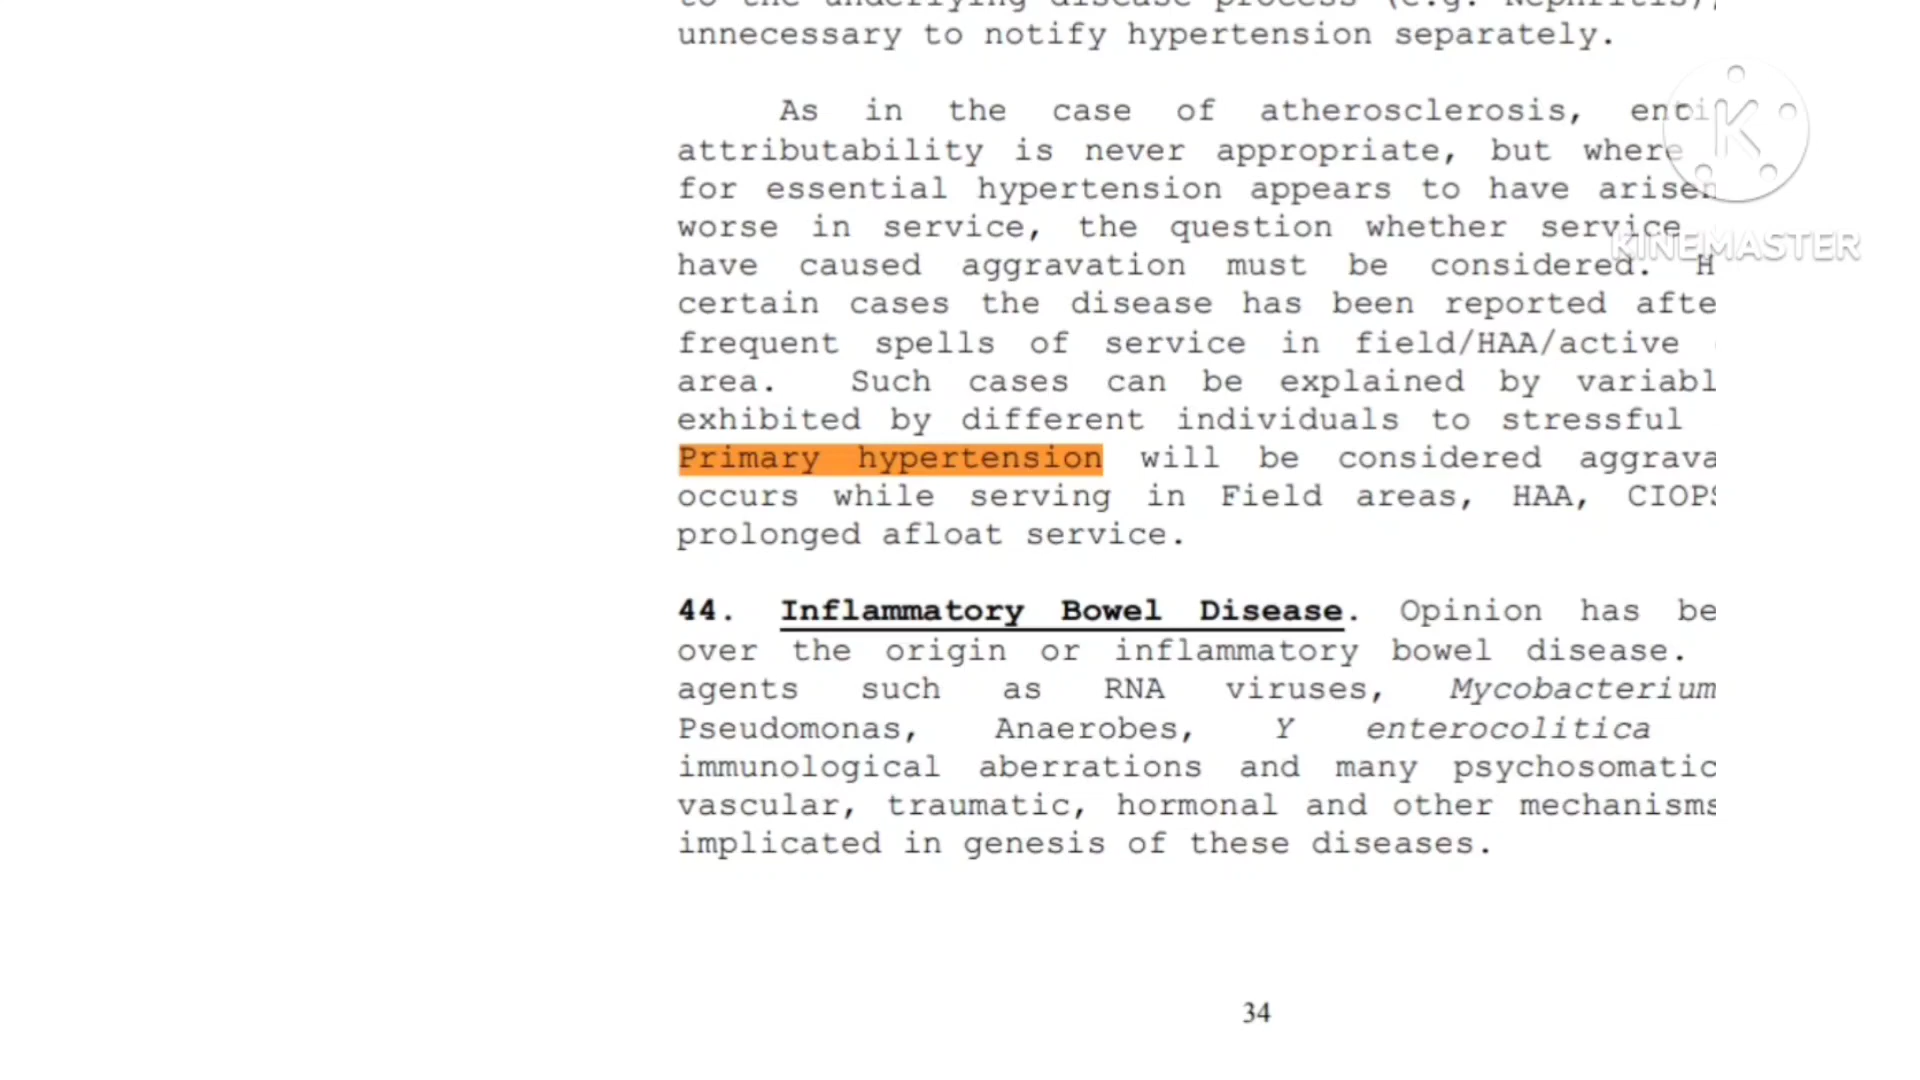 to the underlying disease process (e.g. Nephritis),
unnecessary to notify hypertension separately.
As in the case of atherosclerosis,
attributability is never appropriate, but where
for essential hypertension appears to have
worse in service, the question whether service
have caused aggravation must be considered.
certain cases the disease has been reported
frequent spells of service in field/HAA/active
area. Such cases can be explained by
exhibited by different individuals to stressful
Primary hypertension will be considered
occurs while serving in Field areas, HAA,
prolonged afloat service.
44. Inflammatory Bowel Disease. Opinion has
over the origin or inflammatory bowel disease.
agents such as RNA viruses, Mycobacterium
Pseudomonas, Anaerobes, Y enterocolitica
immunological aberrations and many psychosomatic
vascular, traumatic, hormonal and other mechanisms
implicated in genesis of these diseases.
34
K
KINEMASTER